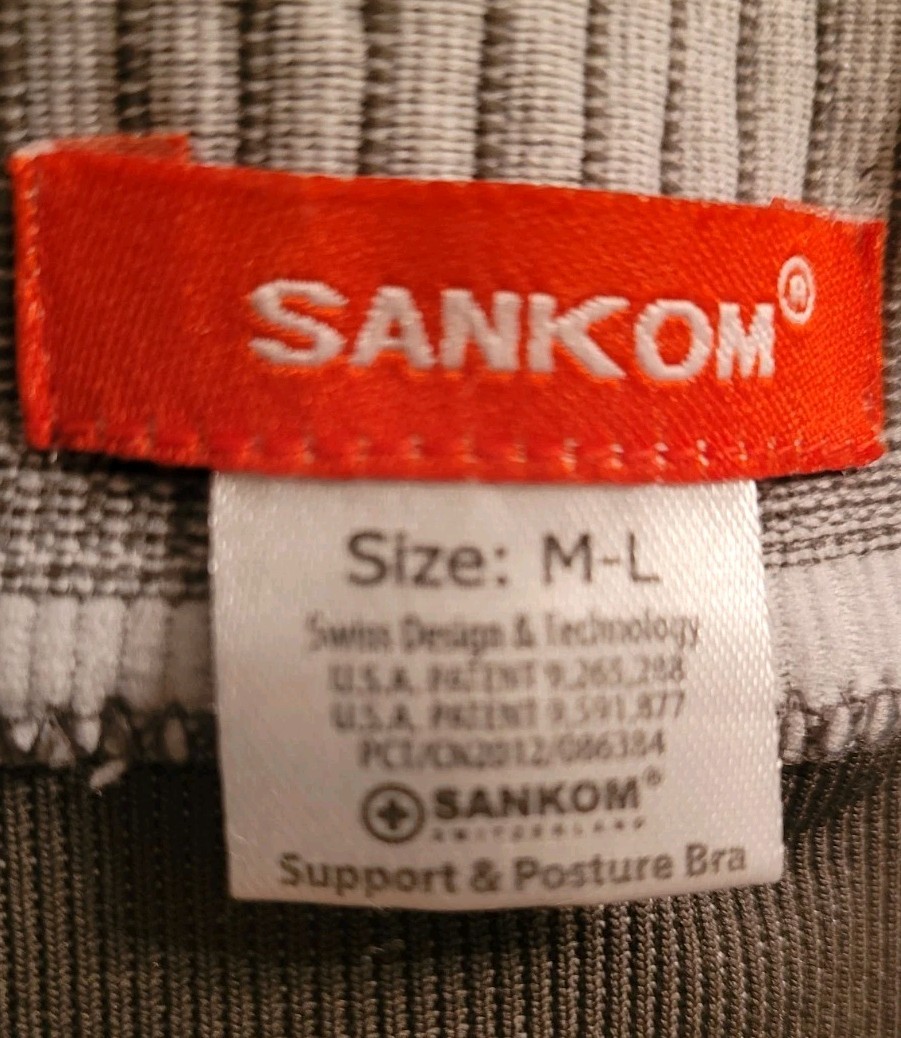 SANKOM®
Size: M-L
Swiss Design & Technology
U.S.A. PATENT 9,265,288
U.S.A. PATENT 9,591,877
PCT/CN2012/086384
SANKOM®
SWITZERLAND
Support & Posture Bra